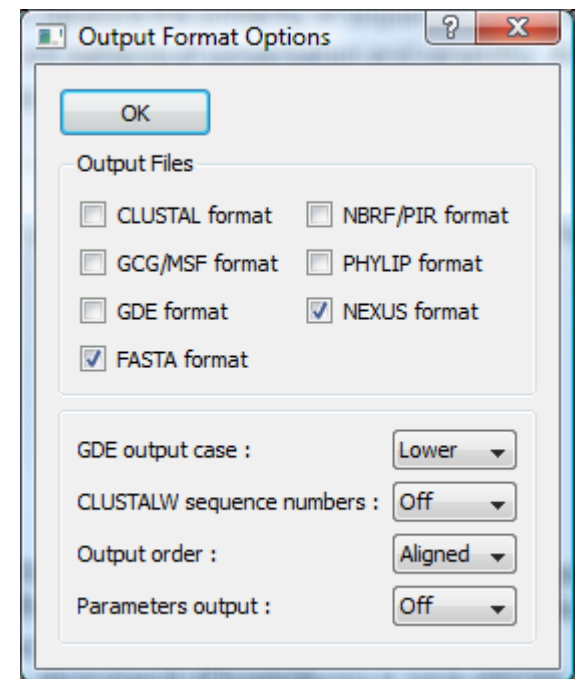 Output Format Options
OK
Output Files
CLUSTAL format NBRF/PIR format
GCG/MSF format PHYLIP format
GDE format NEXUS format
FASTA format
GDE output case : Lower
CLUSTALW sequence numbers : Off
Output order : Aligned
Parameters output : Off